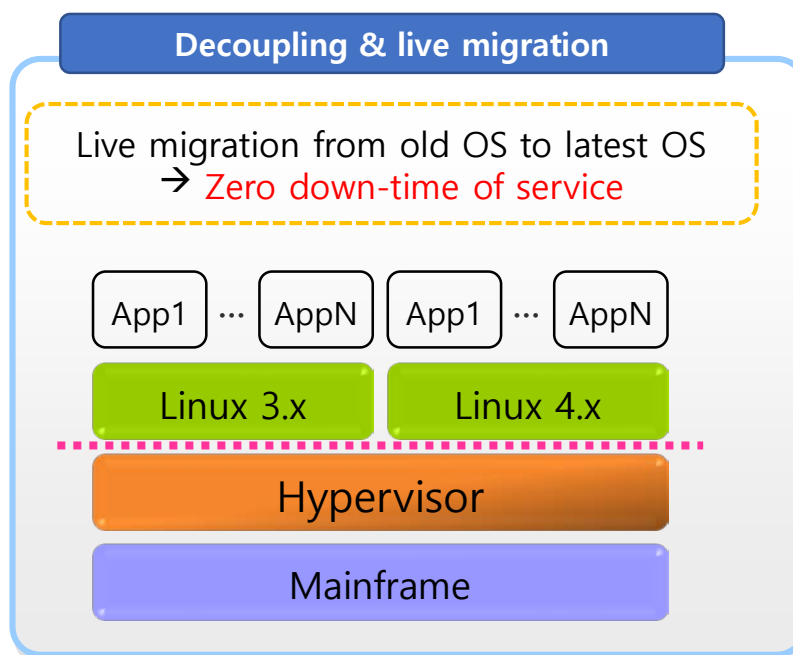 Decoupling & live migration
Live migration from old OS to latest OS
→ Zero down-time of service
App1 ... AppN App1 ... AppN
Linux 3.x Linux 4.x
Hypervisor
Mainframe